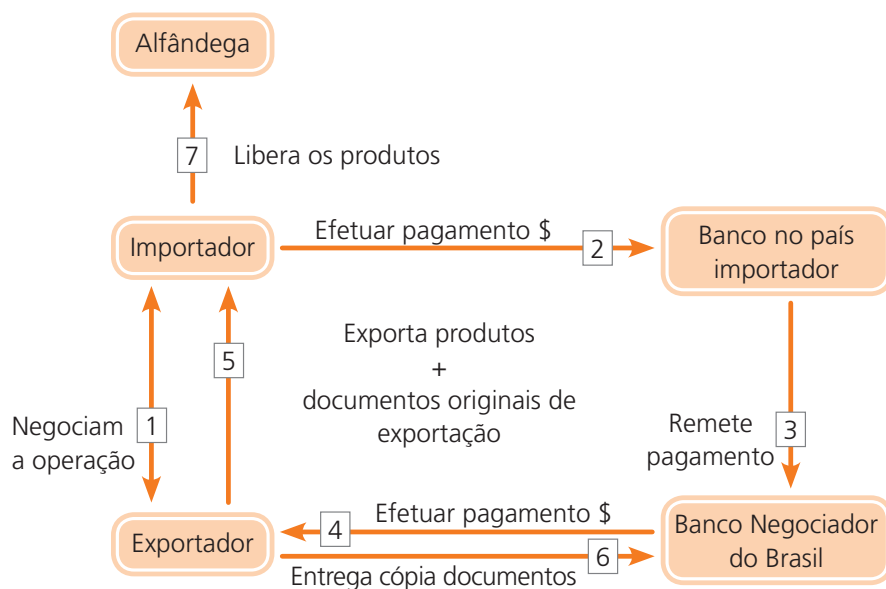 Alfândega
7
Libera os produtos
Importador
Efetuar pagamento $
2
Banco no país
importador
5
Exporta produtos
+
documentos originais de
exportação
Negociam
a operação
1
Remete
pagamento
3
Exportador
4
Efetuar pagamento $
6
Entrega cópia documentos
Banco Negociador
do Brasil